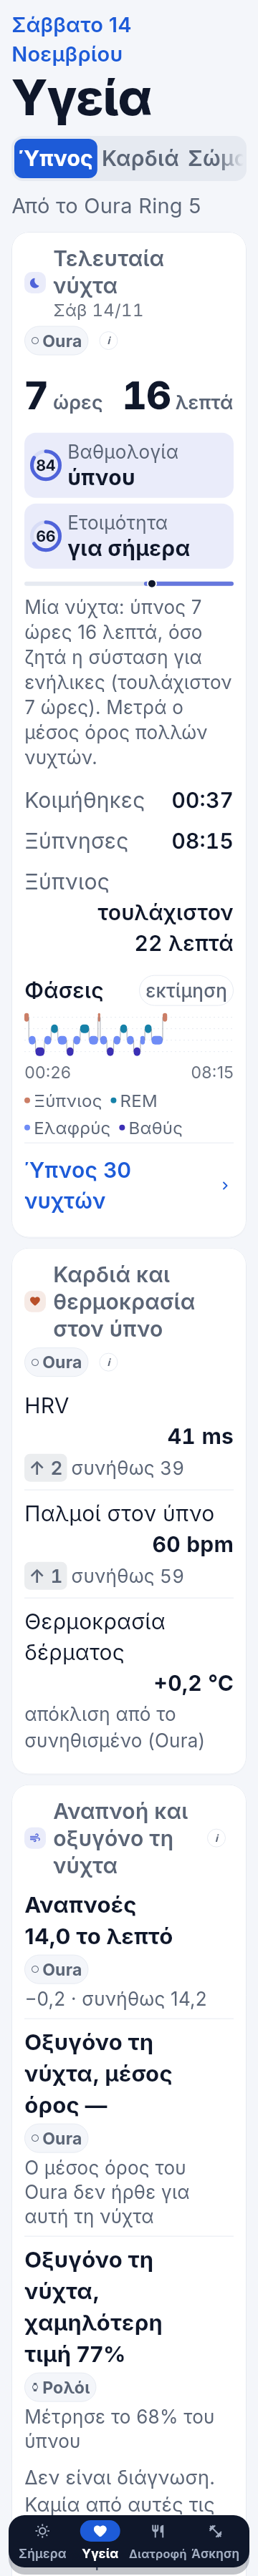 Σάββατο 14
Νοεμβρίου
Υγεία
Ύπνος Καρδιά
Από το Oura Ring 5
Τελευταία
νύχτα
Σάβ 14/11
Oura i
7 ώρες 16 λεπτά
84 Βαθμολογία
ύπνου
66 Ετοιμότητα
για σήμερα
Μία νύχτα: ύπνος 7
ώρες 16 λεπτά, όσο
ζητά η σύσταση για
ενήλικες (τουλάχιστον
7 ώρες). Μετρά ο
μέσος όρος πολλών
νυχτών.
Κοιμήθηκες 00:37
Ξύπνησες 08:15
Ξύπνιος
τουλάχιστον
22 λεπτά
Φάσεις εκτίμηση
00:26 08:15
Ξύπνιος REM
Ελαφρύς Βαθύς
Ύπνος 30
νυχτών
Καρδιά και
θερμοκρασία
στον ύπνο
Oura i
HRV
41 ms
↑ 2 συνήθως 39
Παλμοί στον ύπνο
60 bpm
↑ 1 συνήθως 59
Θερμοκρασία
δέρματος
+0,2 °C
απόκλιση από το
συνηθισμένο (Oura)
Αναπνοή και
οξυγόνο τη
νύχτα
i
Αναπνοές
14,0 το λεπτό
Oura
−0,2 · συνήθως 14,2
Οξυγόνο τη
νύχτα, μέσος
όρος —
Oura
Ο μέσος όρος του
Oura δεν ήρθε για
αυτή τη νύχτα
Οξυγόνο τη
νύχτα,
χαμηλότερη
τιμή 77%
Ρολόι
Μέτρησε το 68% του
ύπνου
Δεν είναι διάγνωση.
Καμία από αυτές τις
Σήμερα Υγεία Διατροφή Άσκηση